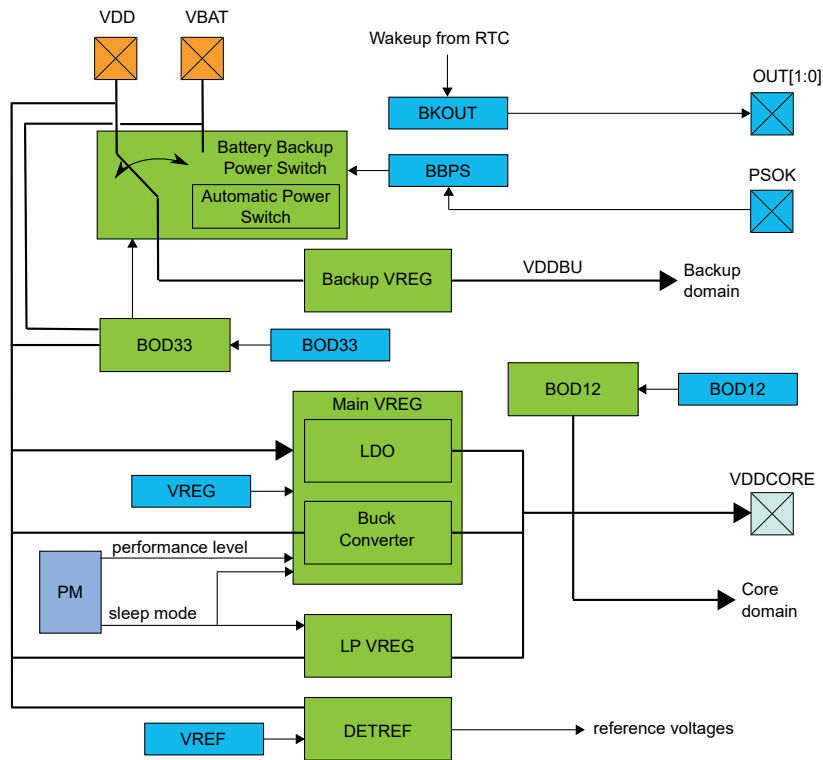 VDD
VBAT
Wakeup from RTC
OUT[1:0]
BKOUT
Battery Backup
Power Switch
BBPS
PSOK
Automatic Power
Switch
Backup VREG
VDDBU
Backup
domain
BOD33
BOD33
BOD12
BOD12
Main VREG
LDO
VREG
VDDCORE
Buck
Converter
performance level
PM
sleep mode
Core
domain
LP VREG
VREF
DETREF
reference voltages